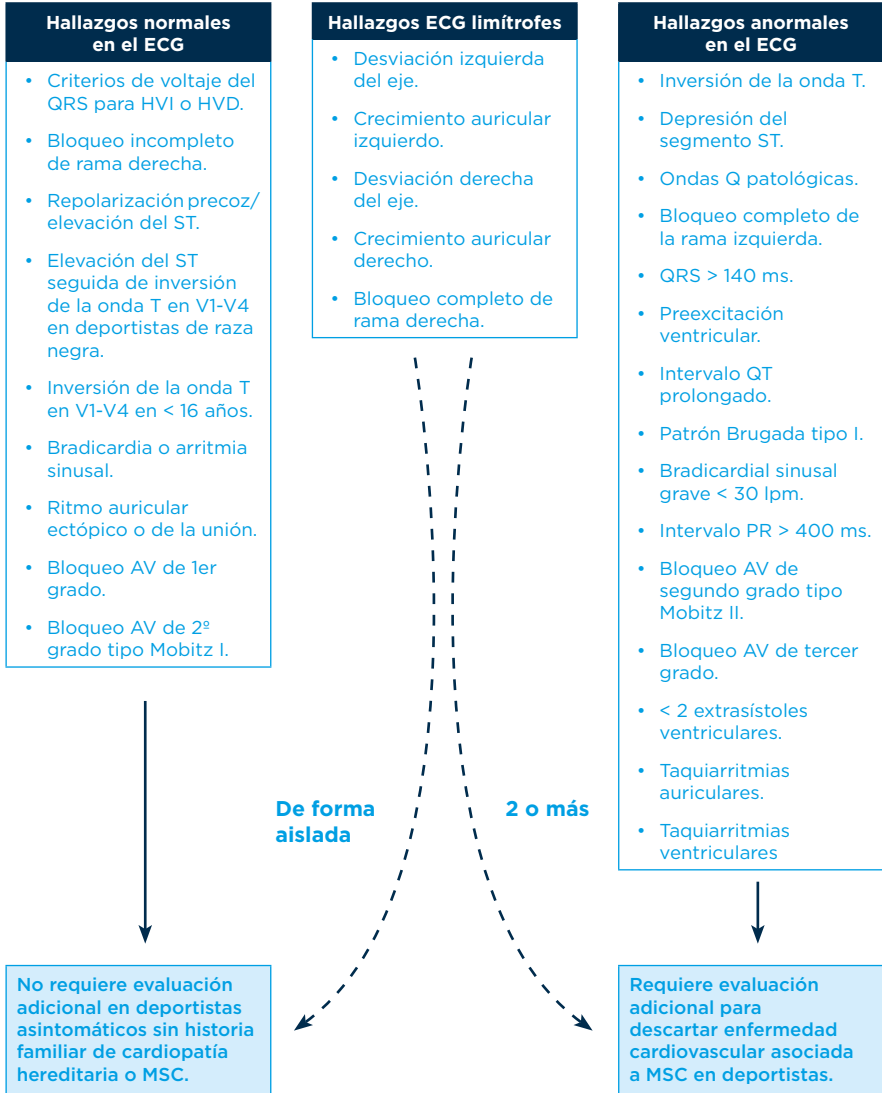 Hallazgos normales
en el ECG
• Criterios de voltaje del
QRS para HVI o HVD.
• Bloqueo incompleto
de rama derecha.
• Repolarización precoz/
elevación del ST.
• Elevación del ST
seguida de inversión
de la onda T en V1-V4
en deportistas de raza
negra.
• Inversión de la onda T
en V1-V4 en < 16 años.
• Bradicardia o arritmia
sinusal.
• Ritmo auricular
ectópico o de la unión.
• Bloqueo AV de 1er
grado.
• Bloqueo AV de 2º
grado tipo Mobitz I.
Hallazgos ECG limítrofes
• Desviación izquierda
del eje.
• Crecimiento auricular
izquierdo.
• Desviación derecha
del eje.
• Crecimiento auricular
derecho.
• Bloqueo completo de
rama derecha.
Hallazgos anormales
en el ECG
• Inversión de la onda T.
• Depresión del
segmento ST.
• Ondas Q patológicas.
• Bloqueo completo de
la rama izquierda.
• QRS > 140 ms.
• Preexcitación
ventricular.
• Intervalo QT
prolongado.
• Patrón Brugada tipo I.
• Bradicardial sinusal
grave < 30 lpm.
• Intervalo PR > 400 ms.
• Bloqueo AV de
segundo grado tipo
Mobitz II.
• Bloqueo AV de tercer
grado.
• < 2 extrasístoles
ventriculares.
• Taquiarritmias
auriculares.
• Taquiarritmias
ventriculares
De forma
aislada
2 o más
No requiere evaluación
adicional en deportistas
asintomáticos sin historia
familiar de cardiopatía
hereditaria o MSC.
Requiere evaluación
adicional para
descartar enfermedad
cardiovascular asociada
a MSC en deportistas.